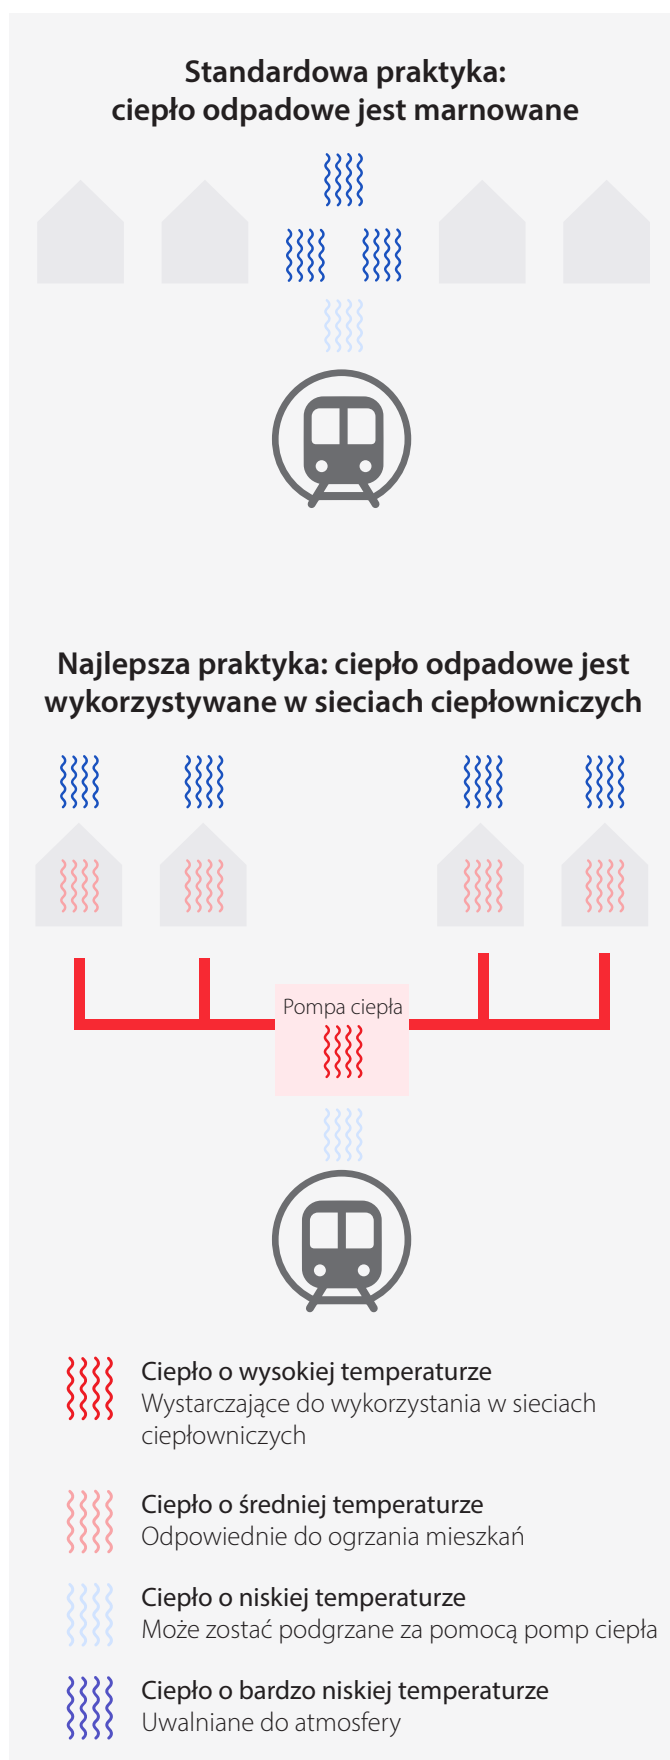 Standardowa praktyka:
ciepło odpadowe jest marnowane
Najlepsza praktyka: ciepło odpadowe jest
wykorzystywane w sieciach ciepłowniczych
Pompa ciepła
Ciepło o wysokiej temperaturze
Wystarczające do wykorzystania w sieciach
ciepłowniczych
Ciepło o średniej temperaturze
Odpowiednie do ogrzania mieszkań
Ciepło o niskiej temperaturze
Może zostać podgrzane za pomocą pomp ciepła
Ciepło o bardzo niskiej temperaturze
Uwalniane do atmosfery